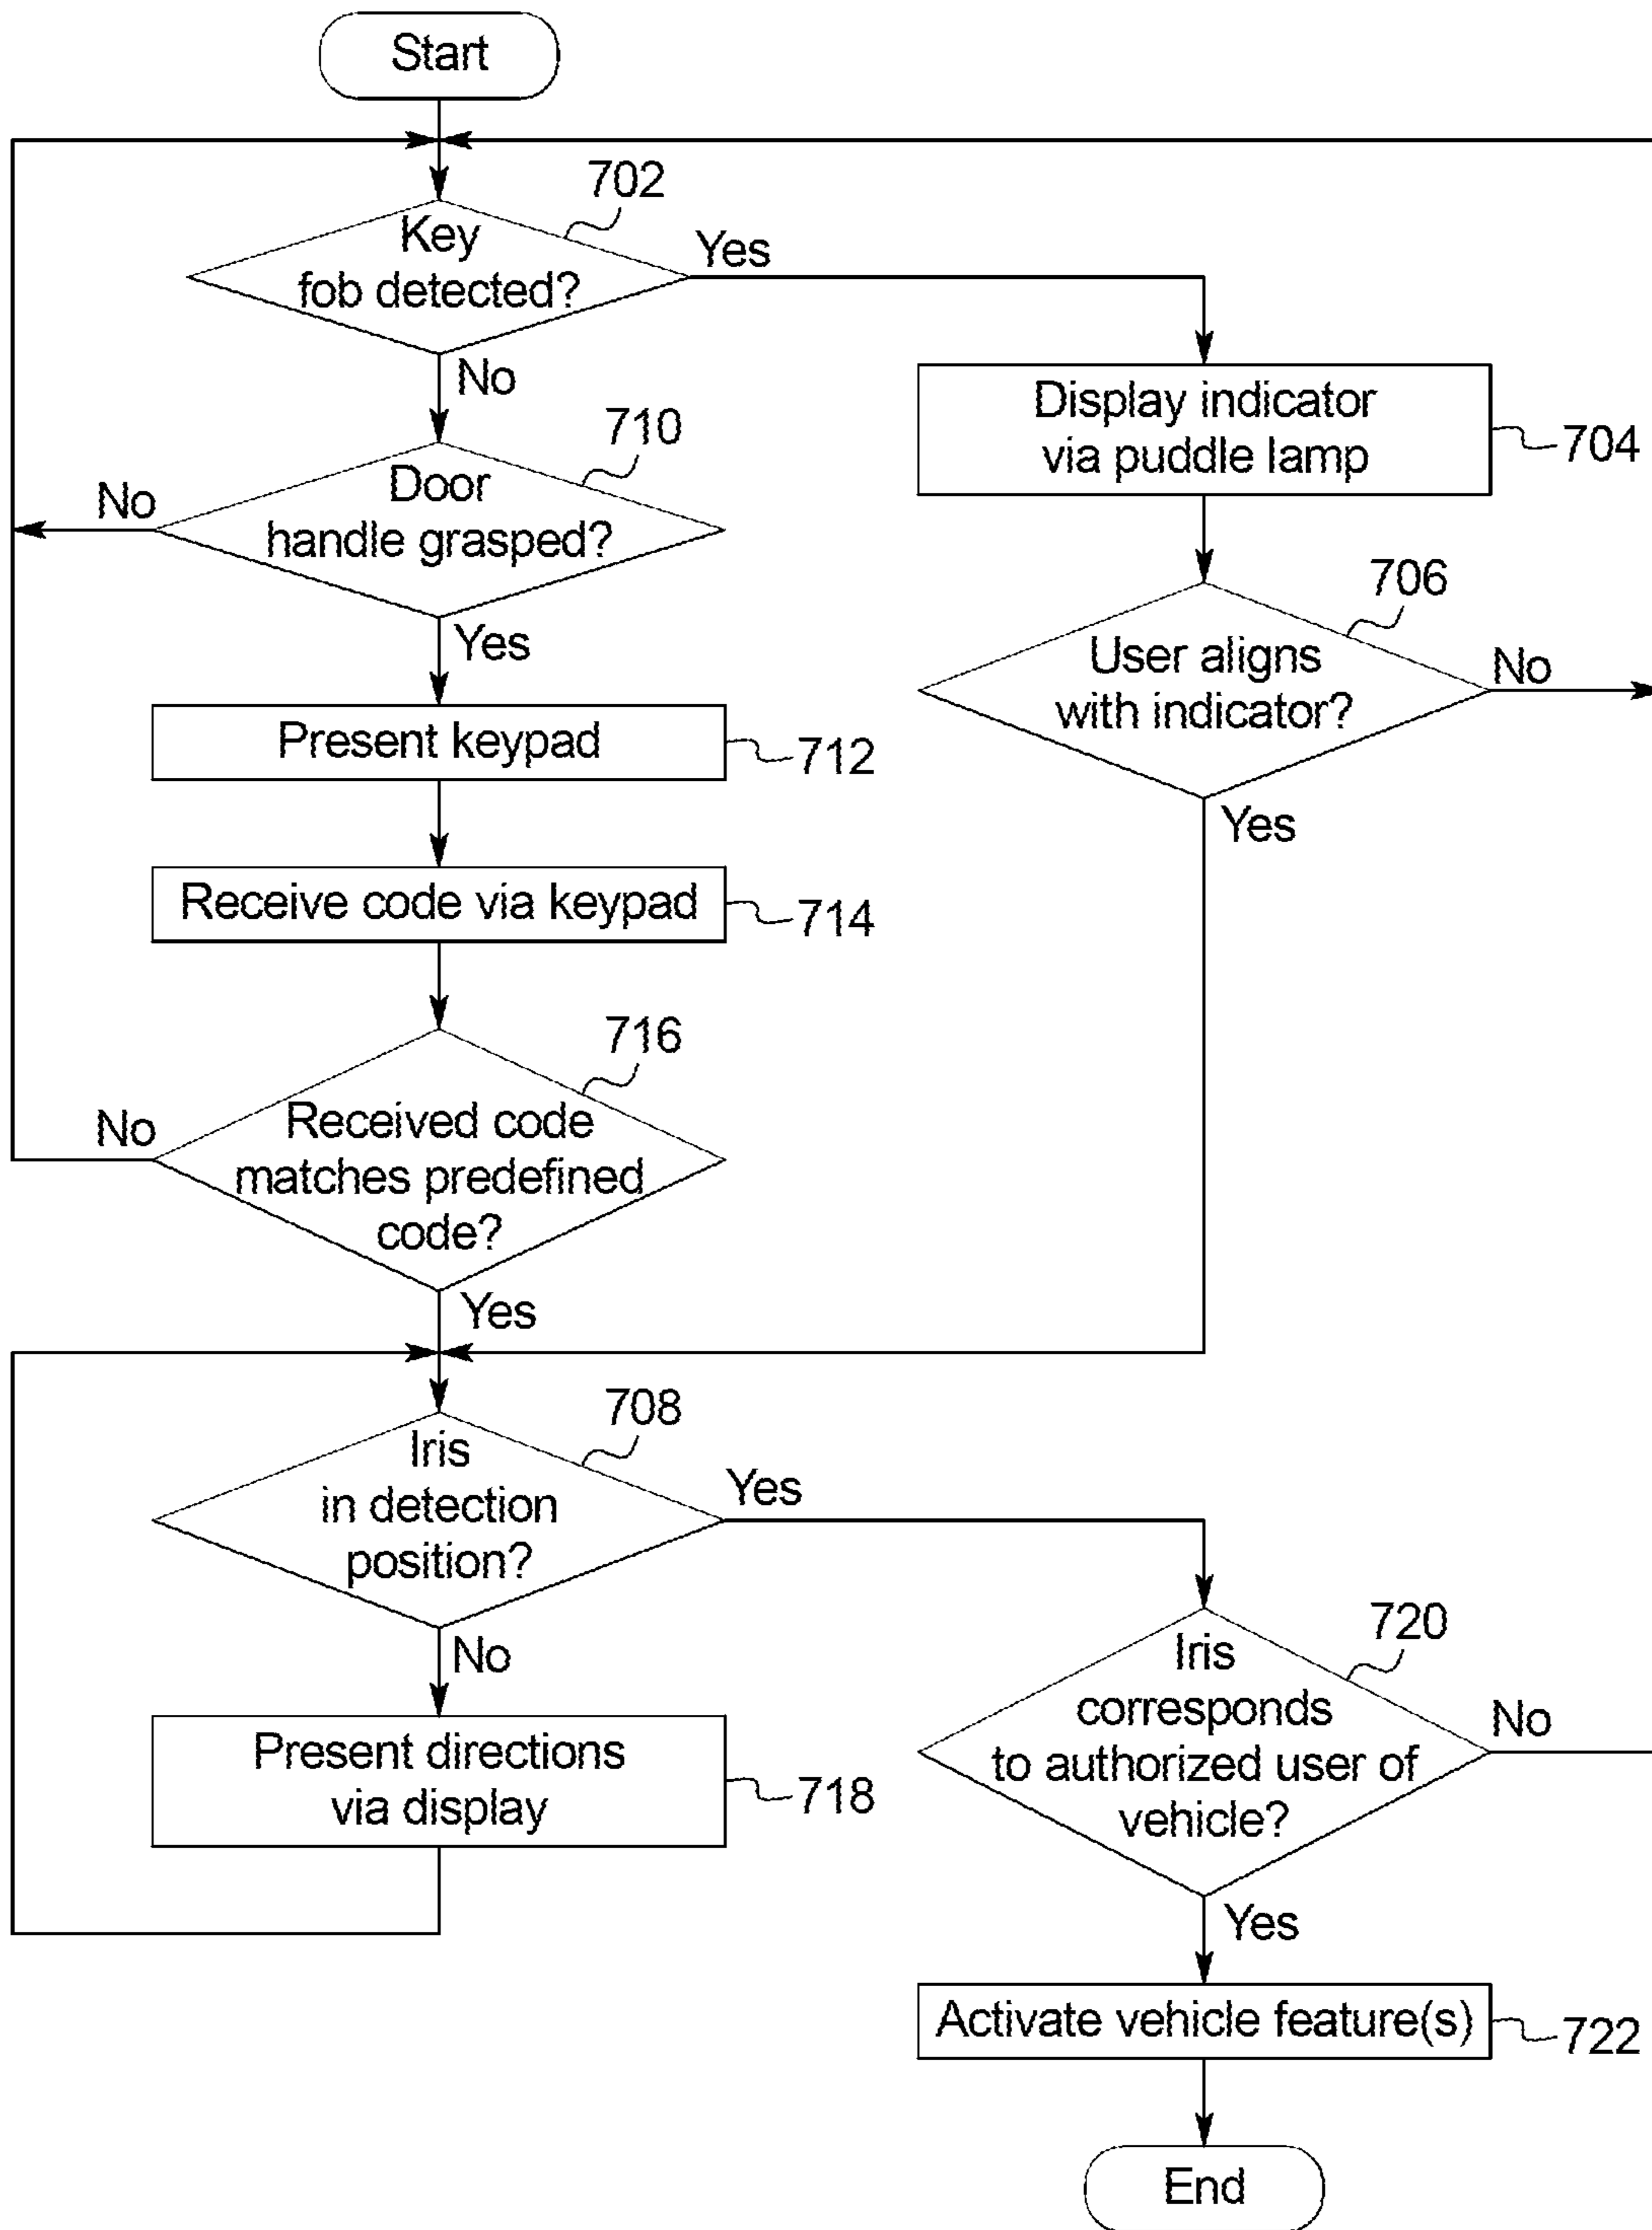 Start
702
Key
fob detected?
Yes
No
Display indicator
via puddle lamp
704
710
Door
handle grasped?
No
Yes
706
User aligns
with indicator?
No
Yes
Present keypad
712
Receive code via keypad
714
716
Received code
matches predefined
code?
No
Yes
708
Iris
in detection
position?
Yes
No
Present directions
via display
718
720
Iris
corresponds
to authorized user of
vehicle?
No
Yes
Activate vehicle feature(s)
722
End